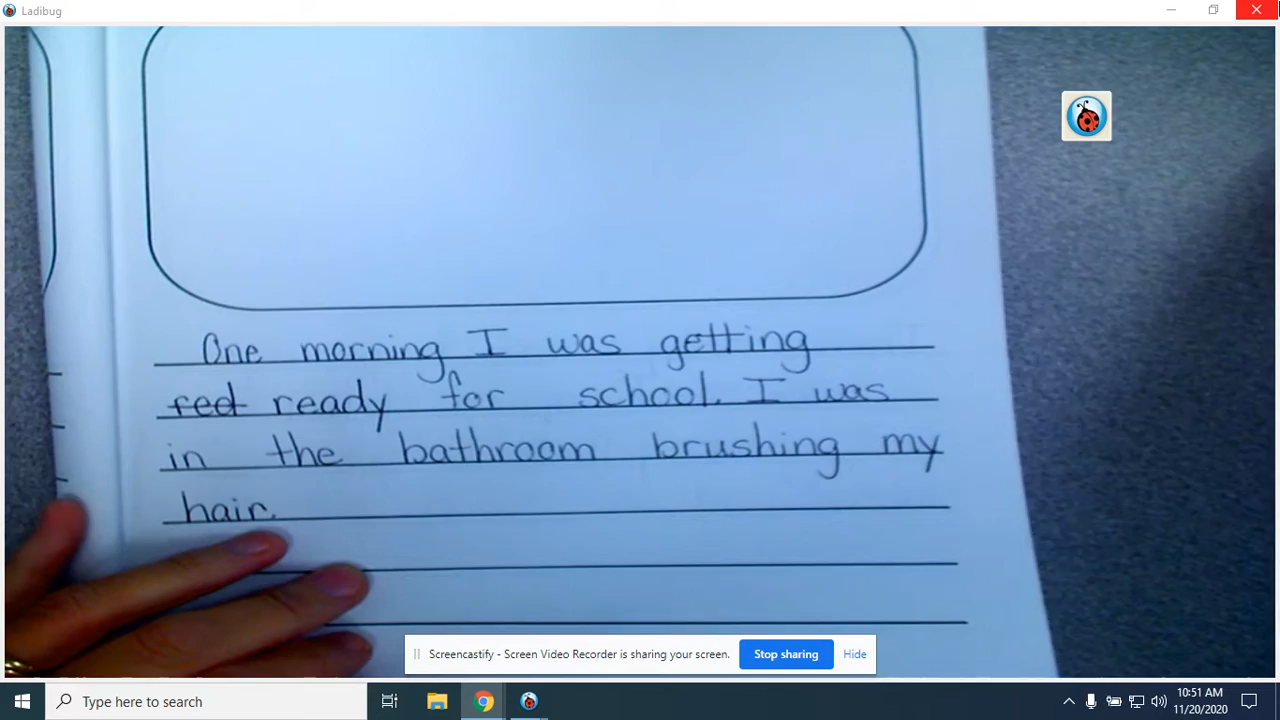 Ladibug
One morning I was getting
red ready for school. I was
in the bathroom brushing my
hair.
Screencastify - Screen Video Recorder is sharing your screen. Stop sharing Hide
Type here to search
10:51 AM
11/20/2020